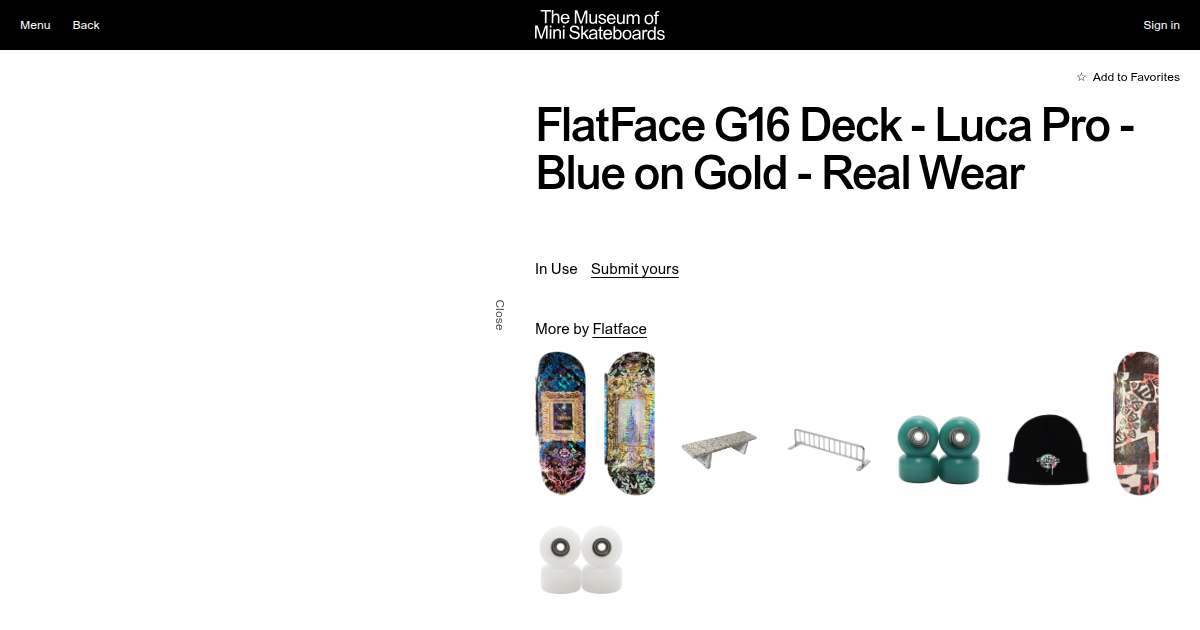 Menu
Back
The Museum of
Mini Skateboards
Sign in
☆ Add to Favorites
FlatFace G16 Deck - Luca Pro -
Blue on Gold - Real Wear
In Use Submit yours
Close
More by Flatface